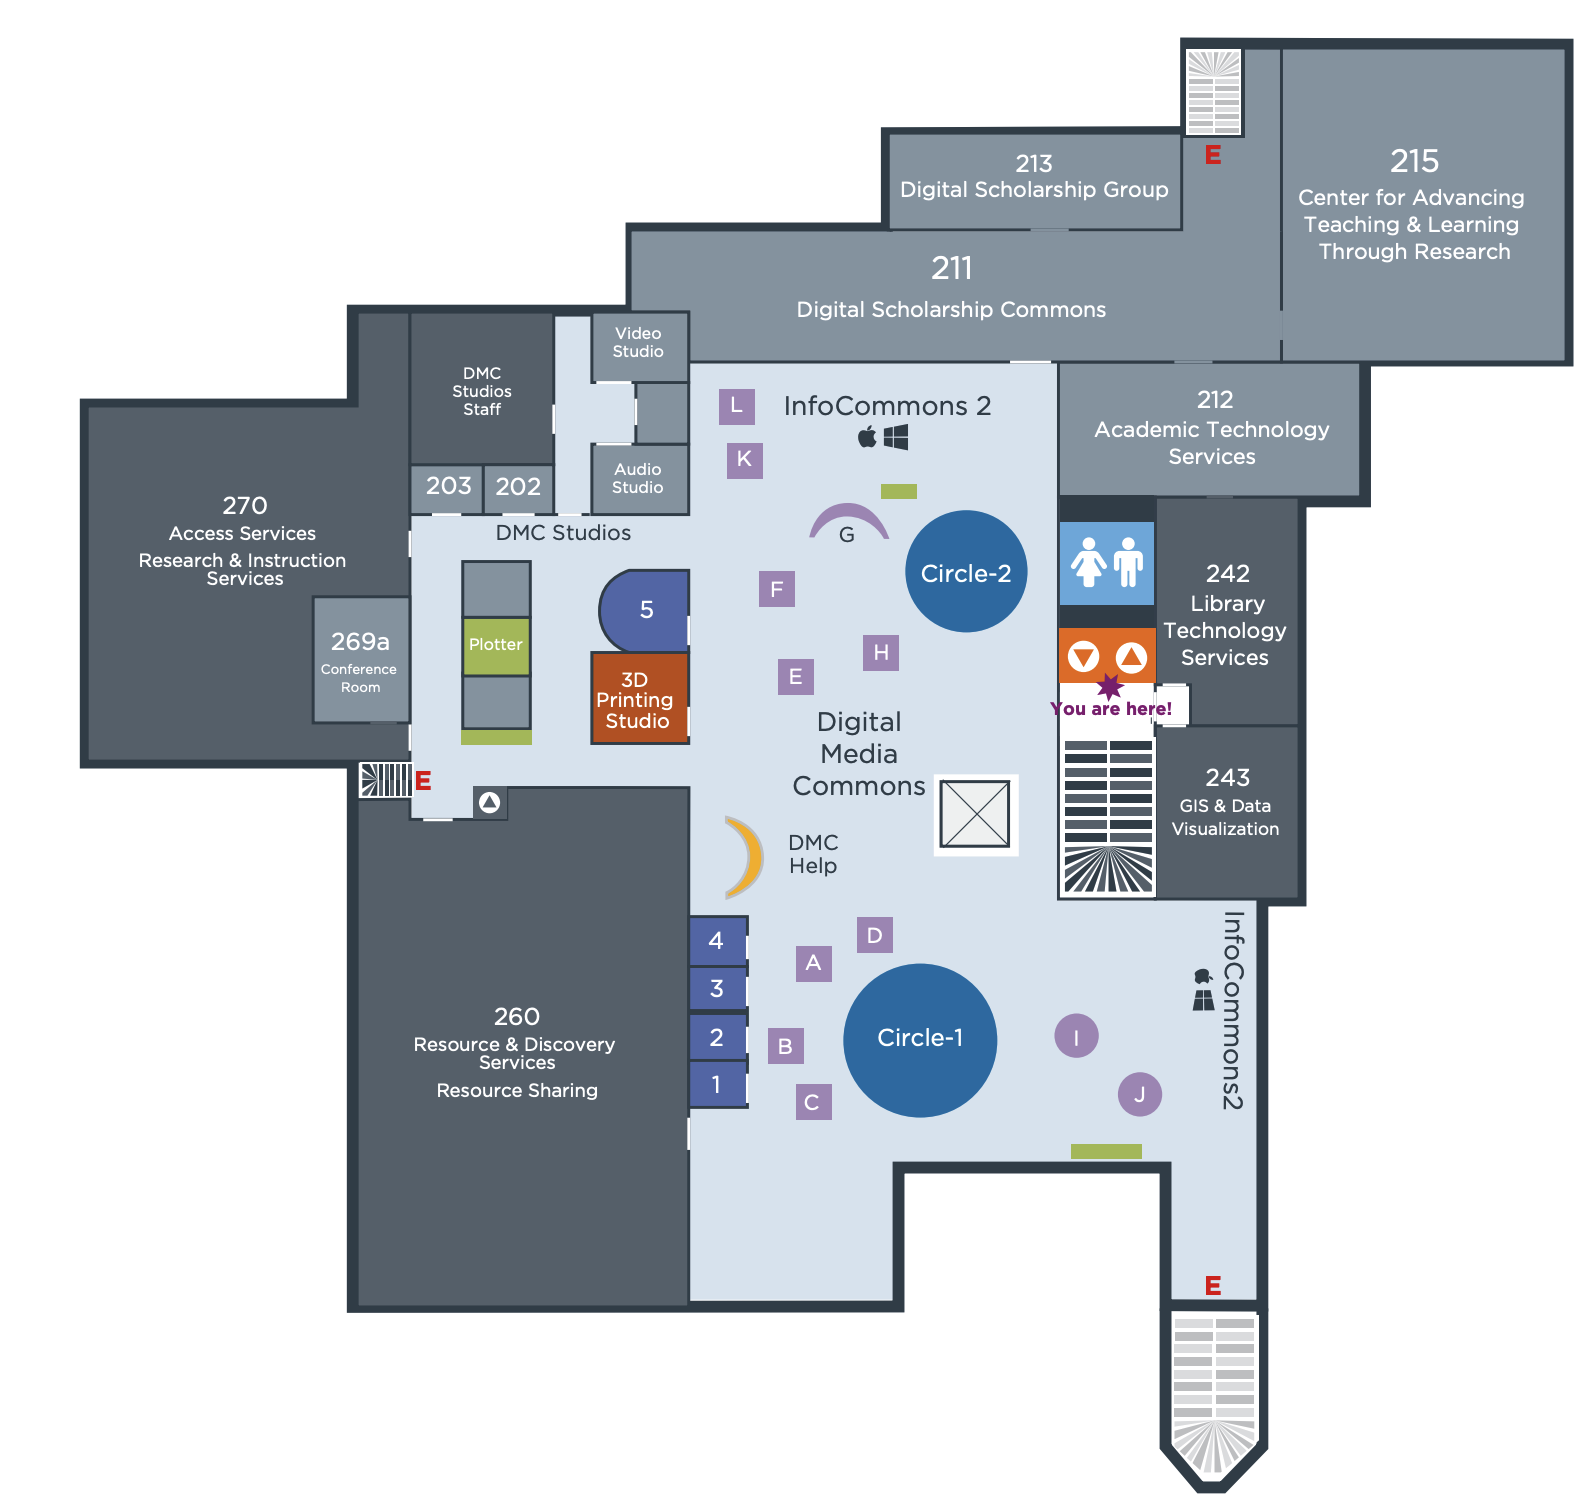 E
213
Digital Scholarship Group
215
Center for Advancing
Teaching & Learning
Through Research
211
Digital Scholarship Commons
Video
Studio
DMC
Studios
Staff
L
InfoCommons 2
212
Academic Technology
Services
K
Audio
Studio
203
202
270
Access Services
Research & Instruction
Services
DMC Studios
G
Circle-2
242
Library
Technology
Services
F
5
Plotter
269a
Conference
Room
H
E
3D
Printing
Studio
You are here!
Digital
Media
Commons
E
243
GIS & Data
Visualization
DMC
Help
InfoCommons2
4
D
A
3
260
Resource & Discovery
Services
Resource Sharing
2
B
Circle-1
I
1
C
J
E